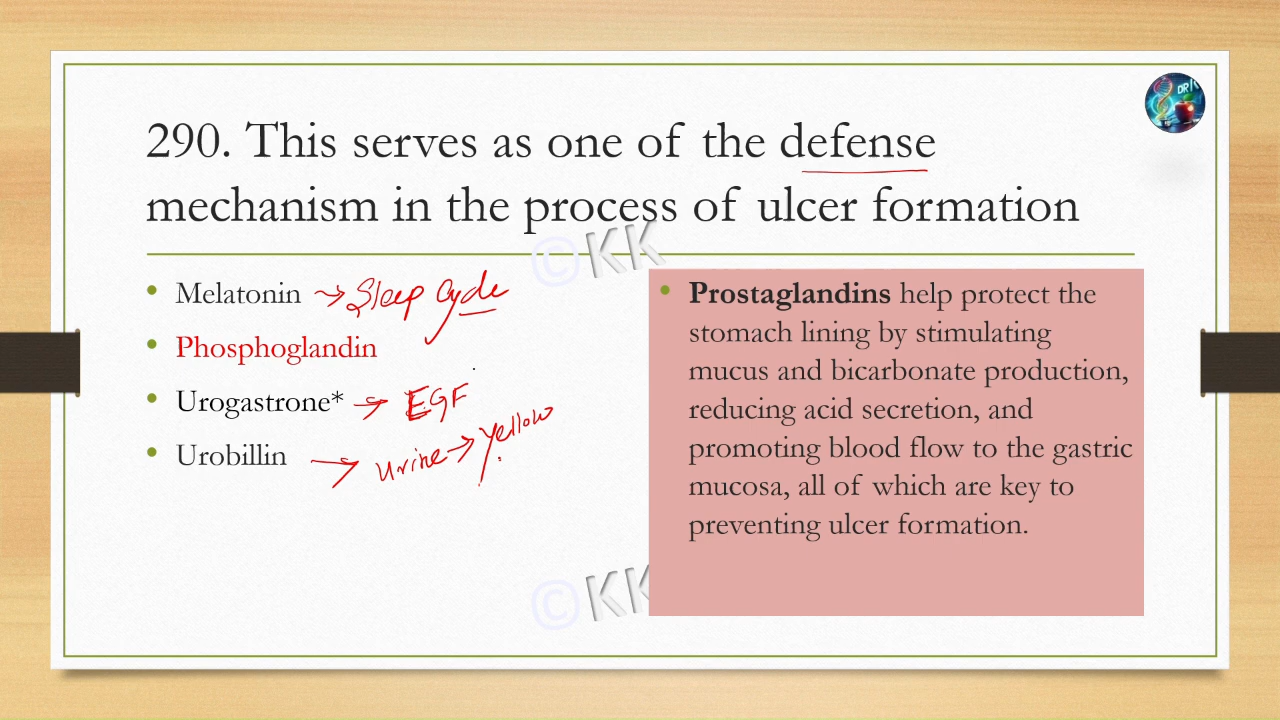 290. This serves as one of the defense
mechanism in the process of ulcer formation
• Melatonin → Sleep Cycle
• Phosphoglandin
• Urogastrone* → EGF
• Urobillin → Urine → Yellow
• Prostaglandins help protect the
stomach lining by stimulating
mucus and bicarbonate production,
reducing acid secretion, and
promoting blood flow to the gastric
mucosa, all of which are key to
preventing ulcer formation.
©KK
©KK